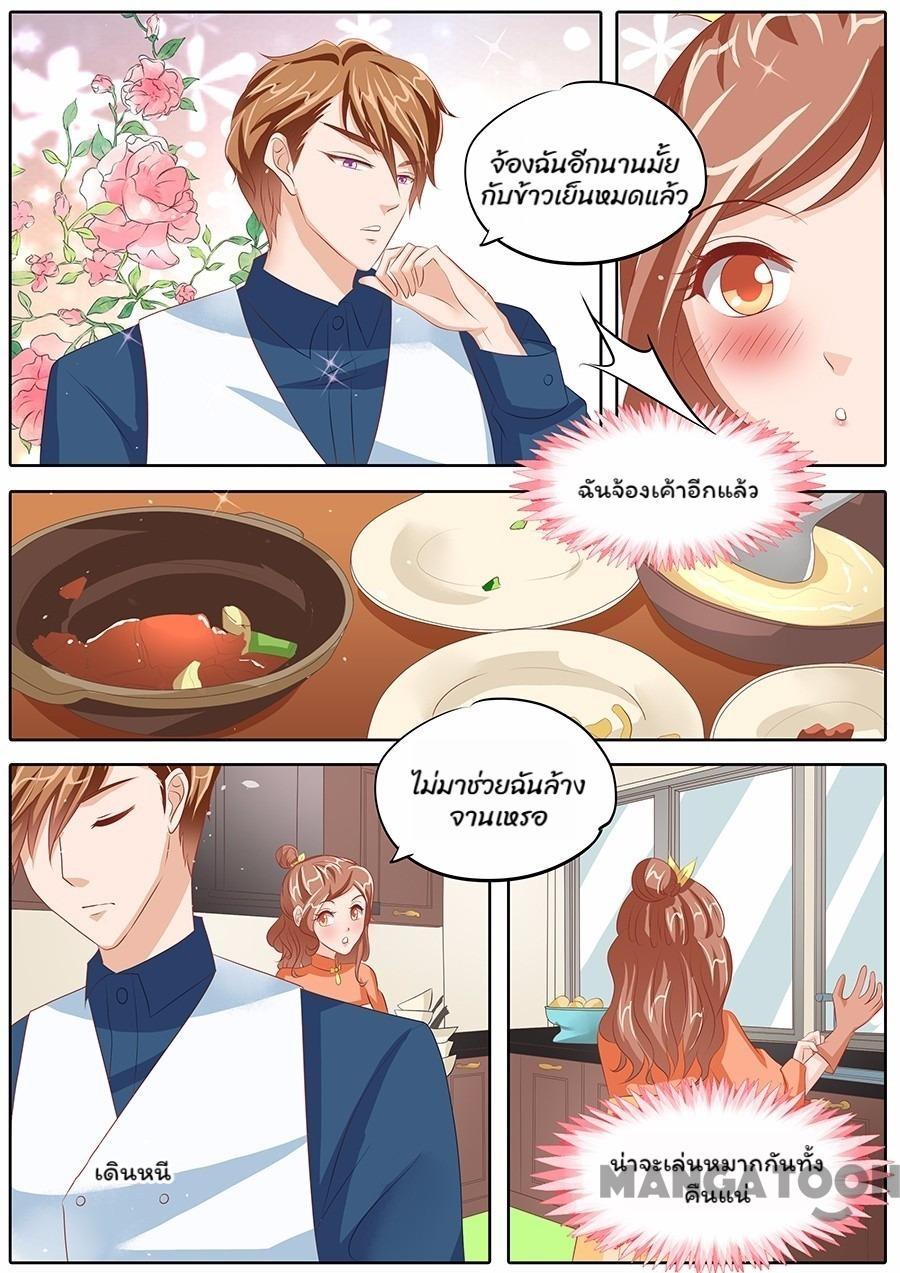 จ้องฉันอีกนานมั้ย
กับข้าวเย็นหมดแล้ว
ฉันจ้องเค้าอีกแล้ว
ไม่มาช่วยฉันล้าง
จานเหรอ
เดินหนี
น่าจะเล่นหมากกันทั้ง
คืนแน่
MANGATOON